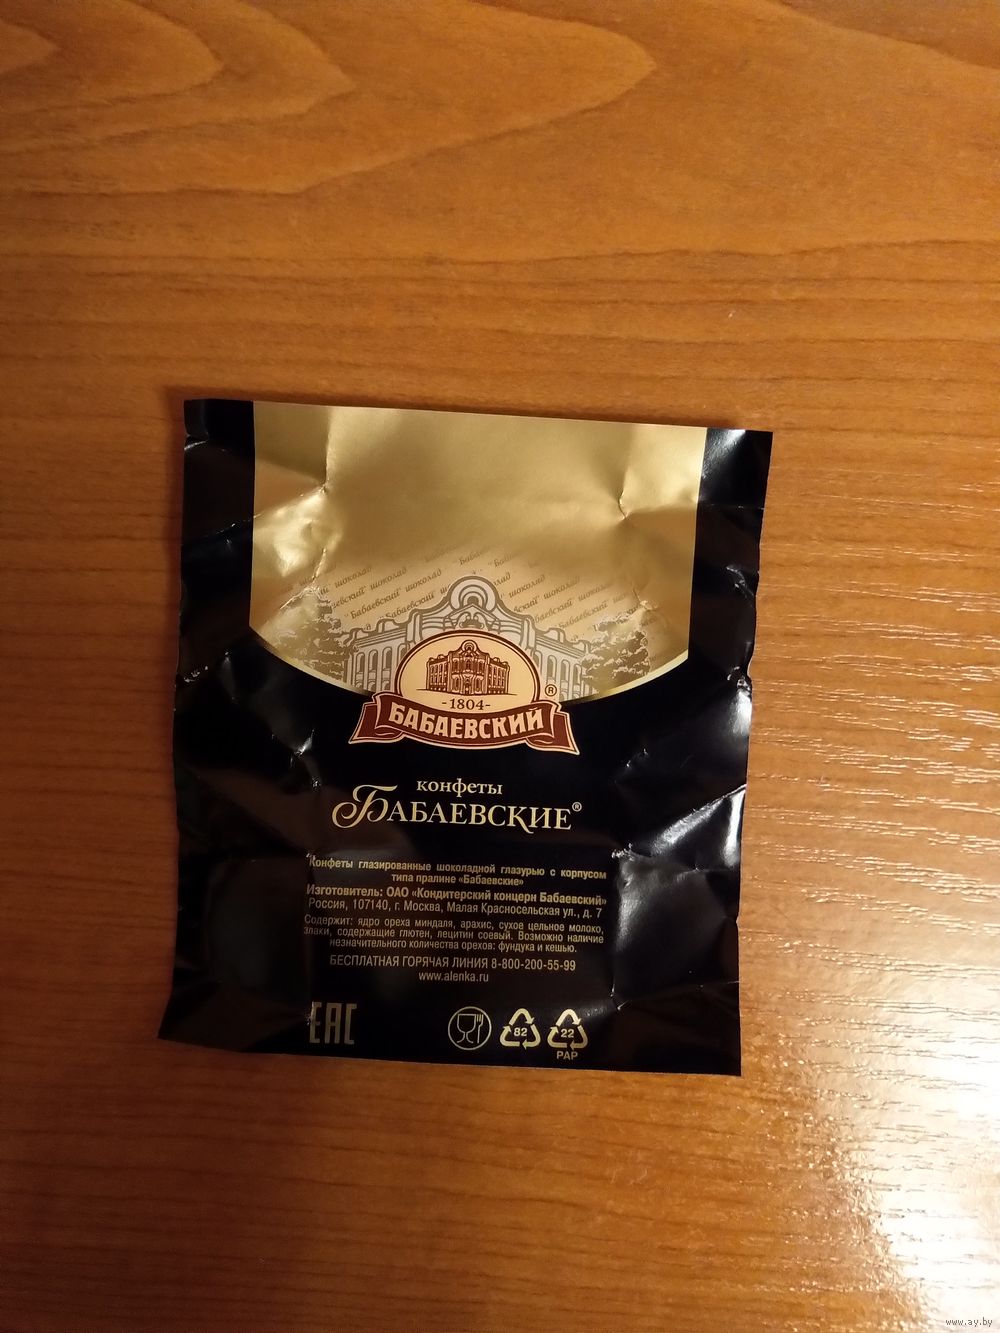 "Бабаевский" шоколад
-1804-
®
БАБАЕВСКИЙ
конфеты
БАБАЕВСКИЕ®
Конфеты глазированные шоколадной глазурью с корпусом
типа пралине «Бабаевские»
Изготовитель: ОАО «Кондитерский концерн Бабаевский»
Россия, 107140, г. Москва, Малая Красносельская ул., д. 7
Содержит: ядро ореха миндаля, арахис, сухое цельное молоко,
злаки, содержащие глютен, лецитин соевый. Возможно наличие
незначительного количества орехов: фундука и кешью.
БЕСПЛАТНАЯ ГОРЯЧАЯ ЛИНИЯ 8-800-200-55-99
www.alenka.ru
EAC
82
22
PAP
www.ay.by